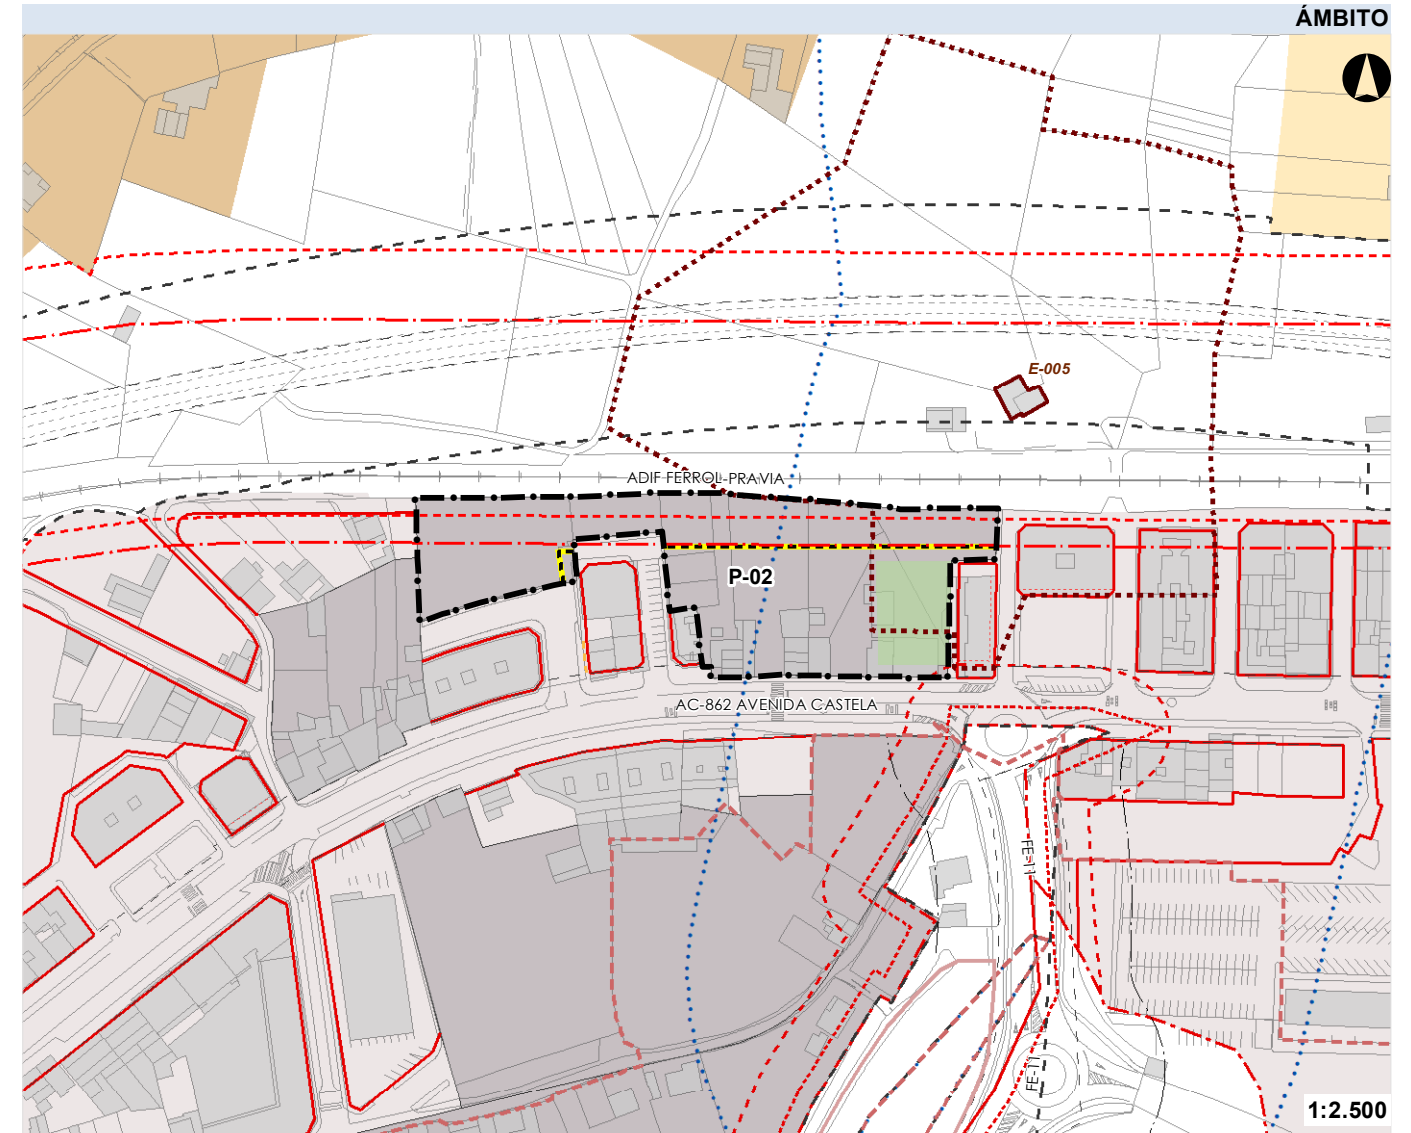 ÁMBITO
E-005
ADIF FERROL-PRAVIA
P-02
AC-862 AVENIDA CASTELA
FE-11
FE-11
1:2.500